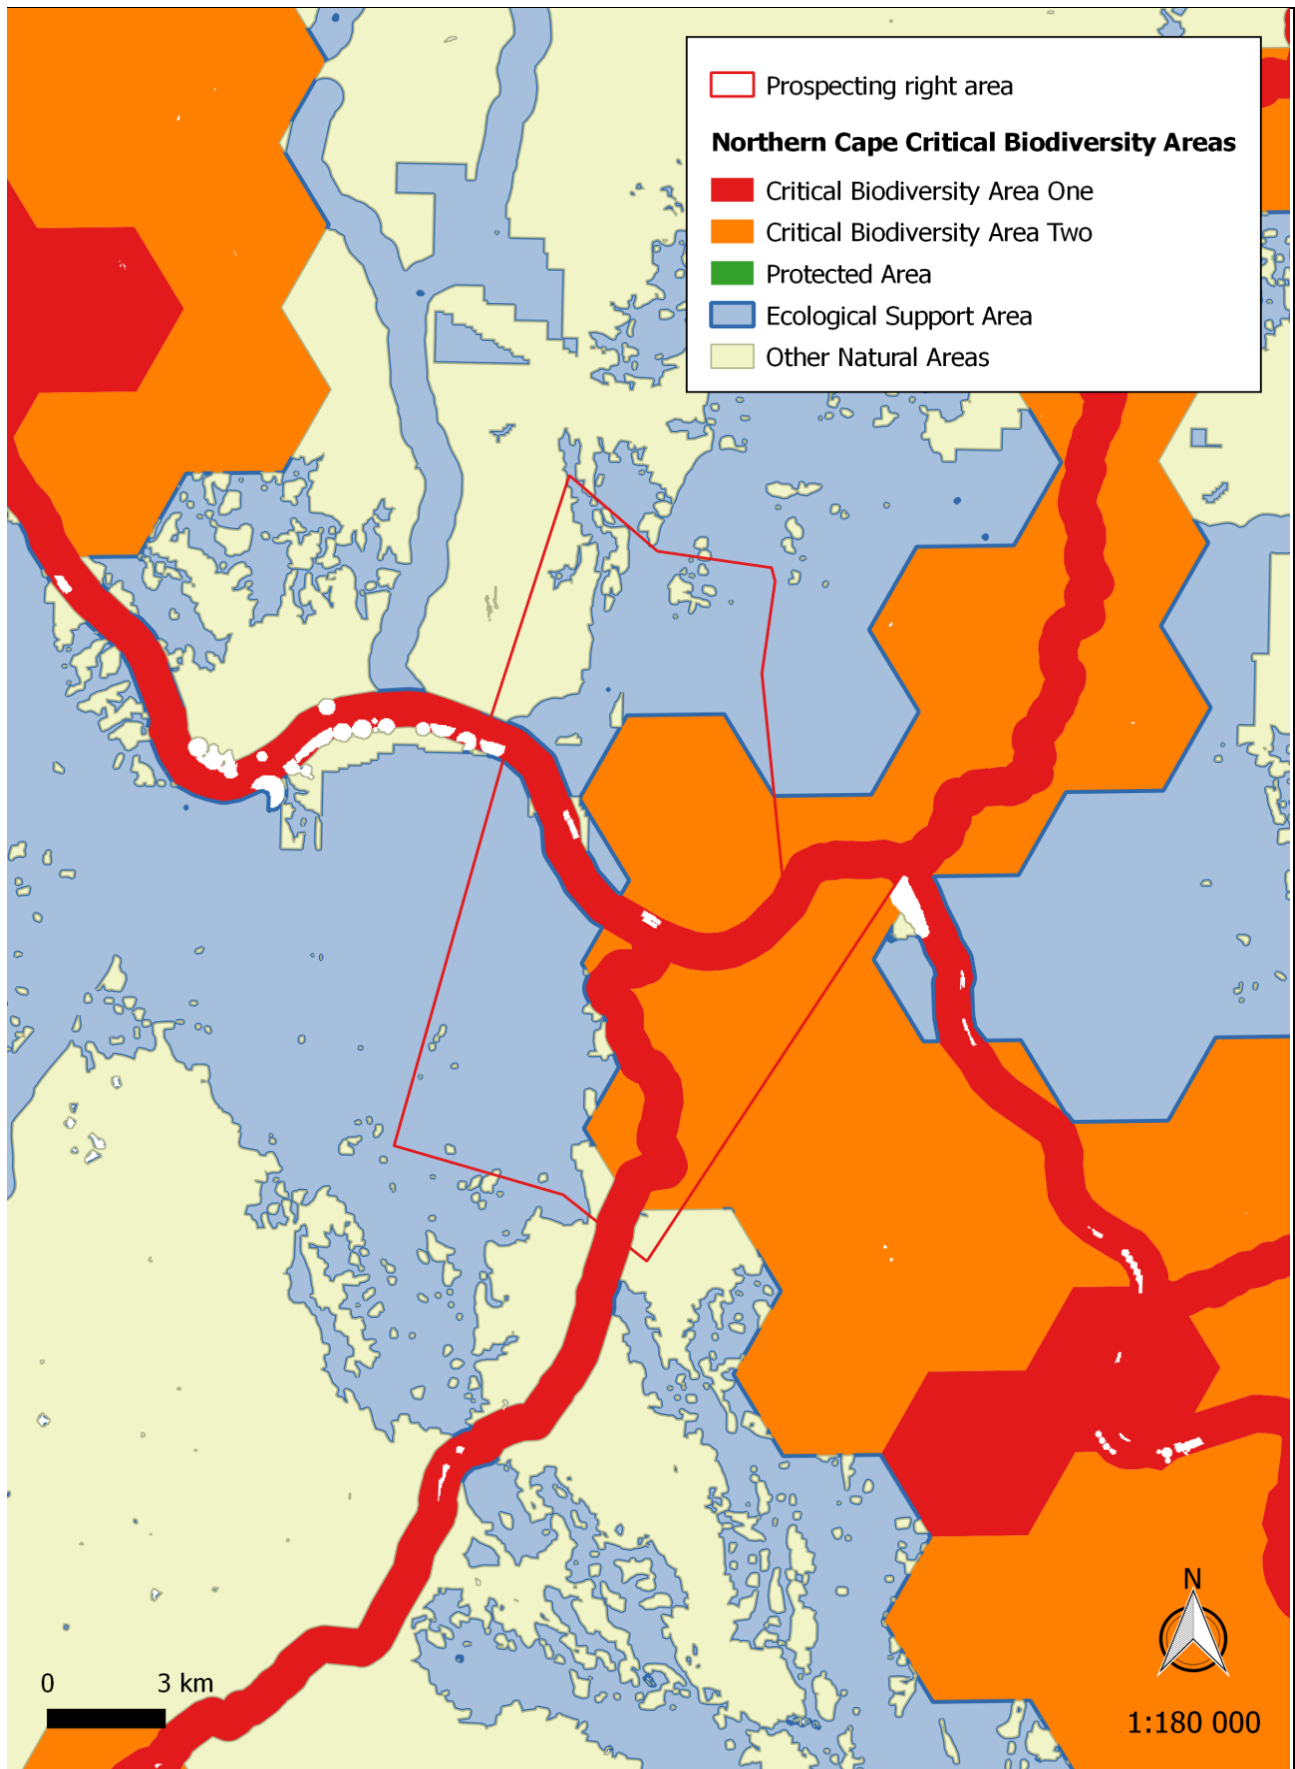 Prospecting right area
Northern Cape Critical Biodiversity Areas
Critical Biodiversity Area One
Critical Biodiversity Area Two
Protected Area
Ecological Support Area
Other Natural Areas
N
0 3 km
1:180 000